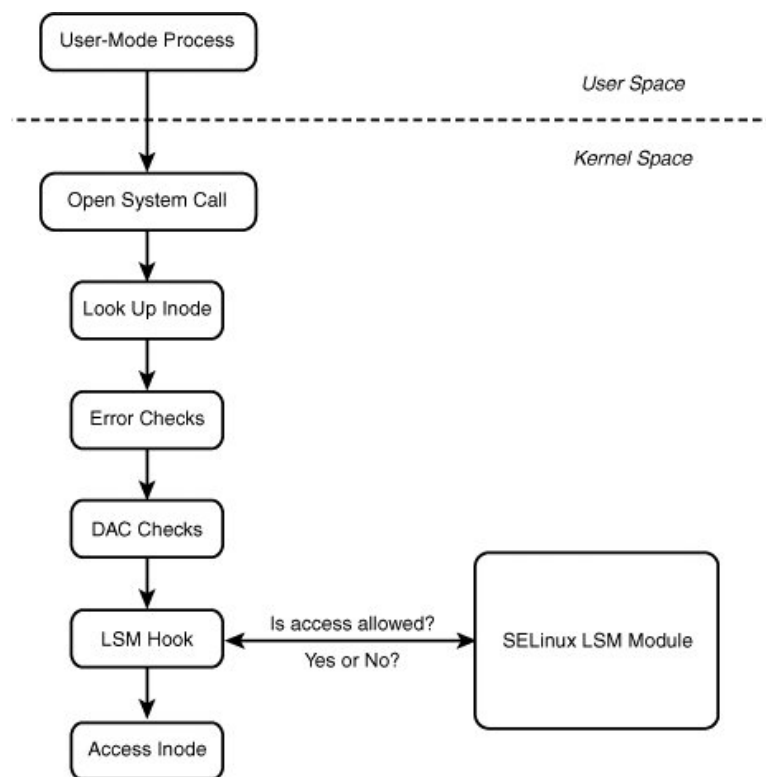 User-Mode Process
User Space
Kernel Space
Open System Call
Look Up Inode
Error Checks
DAC Checks
LSM Hook
Is access allowed?
Yes or No?
SELinux LSM Module
Access Inode